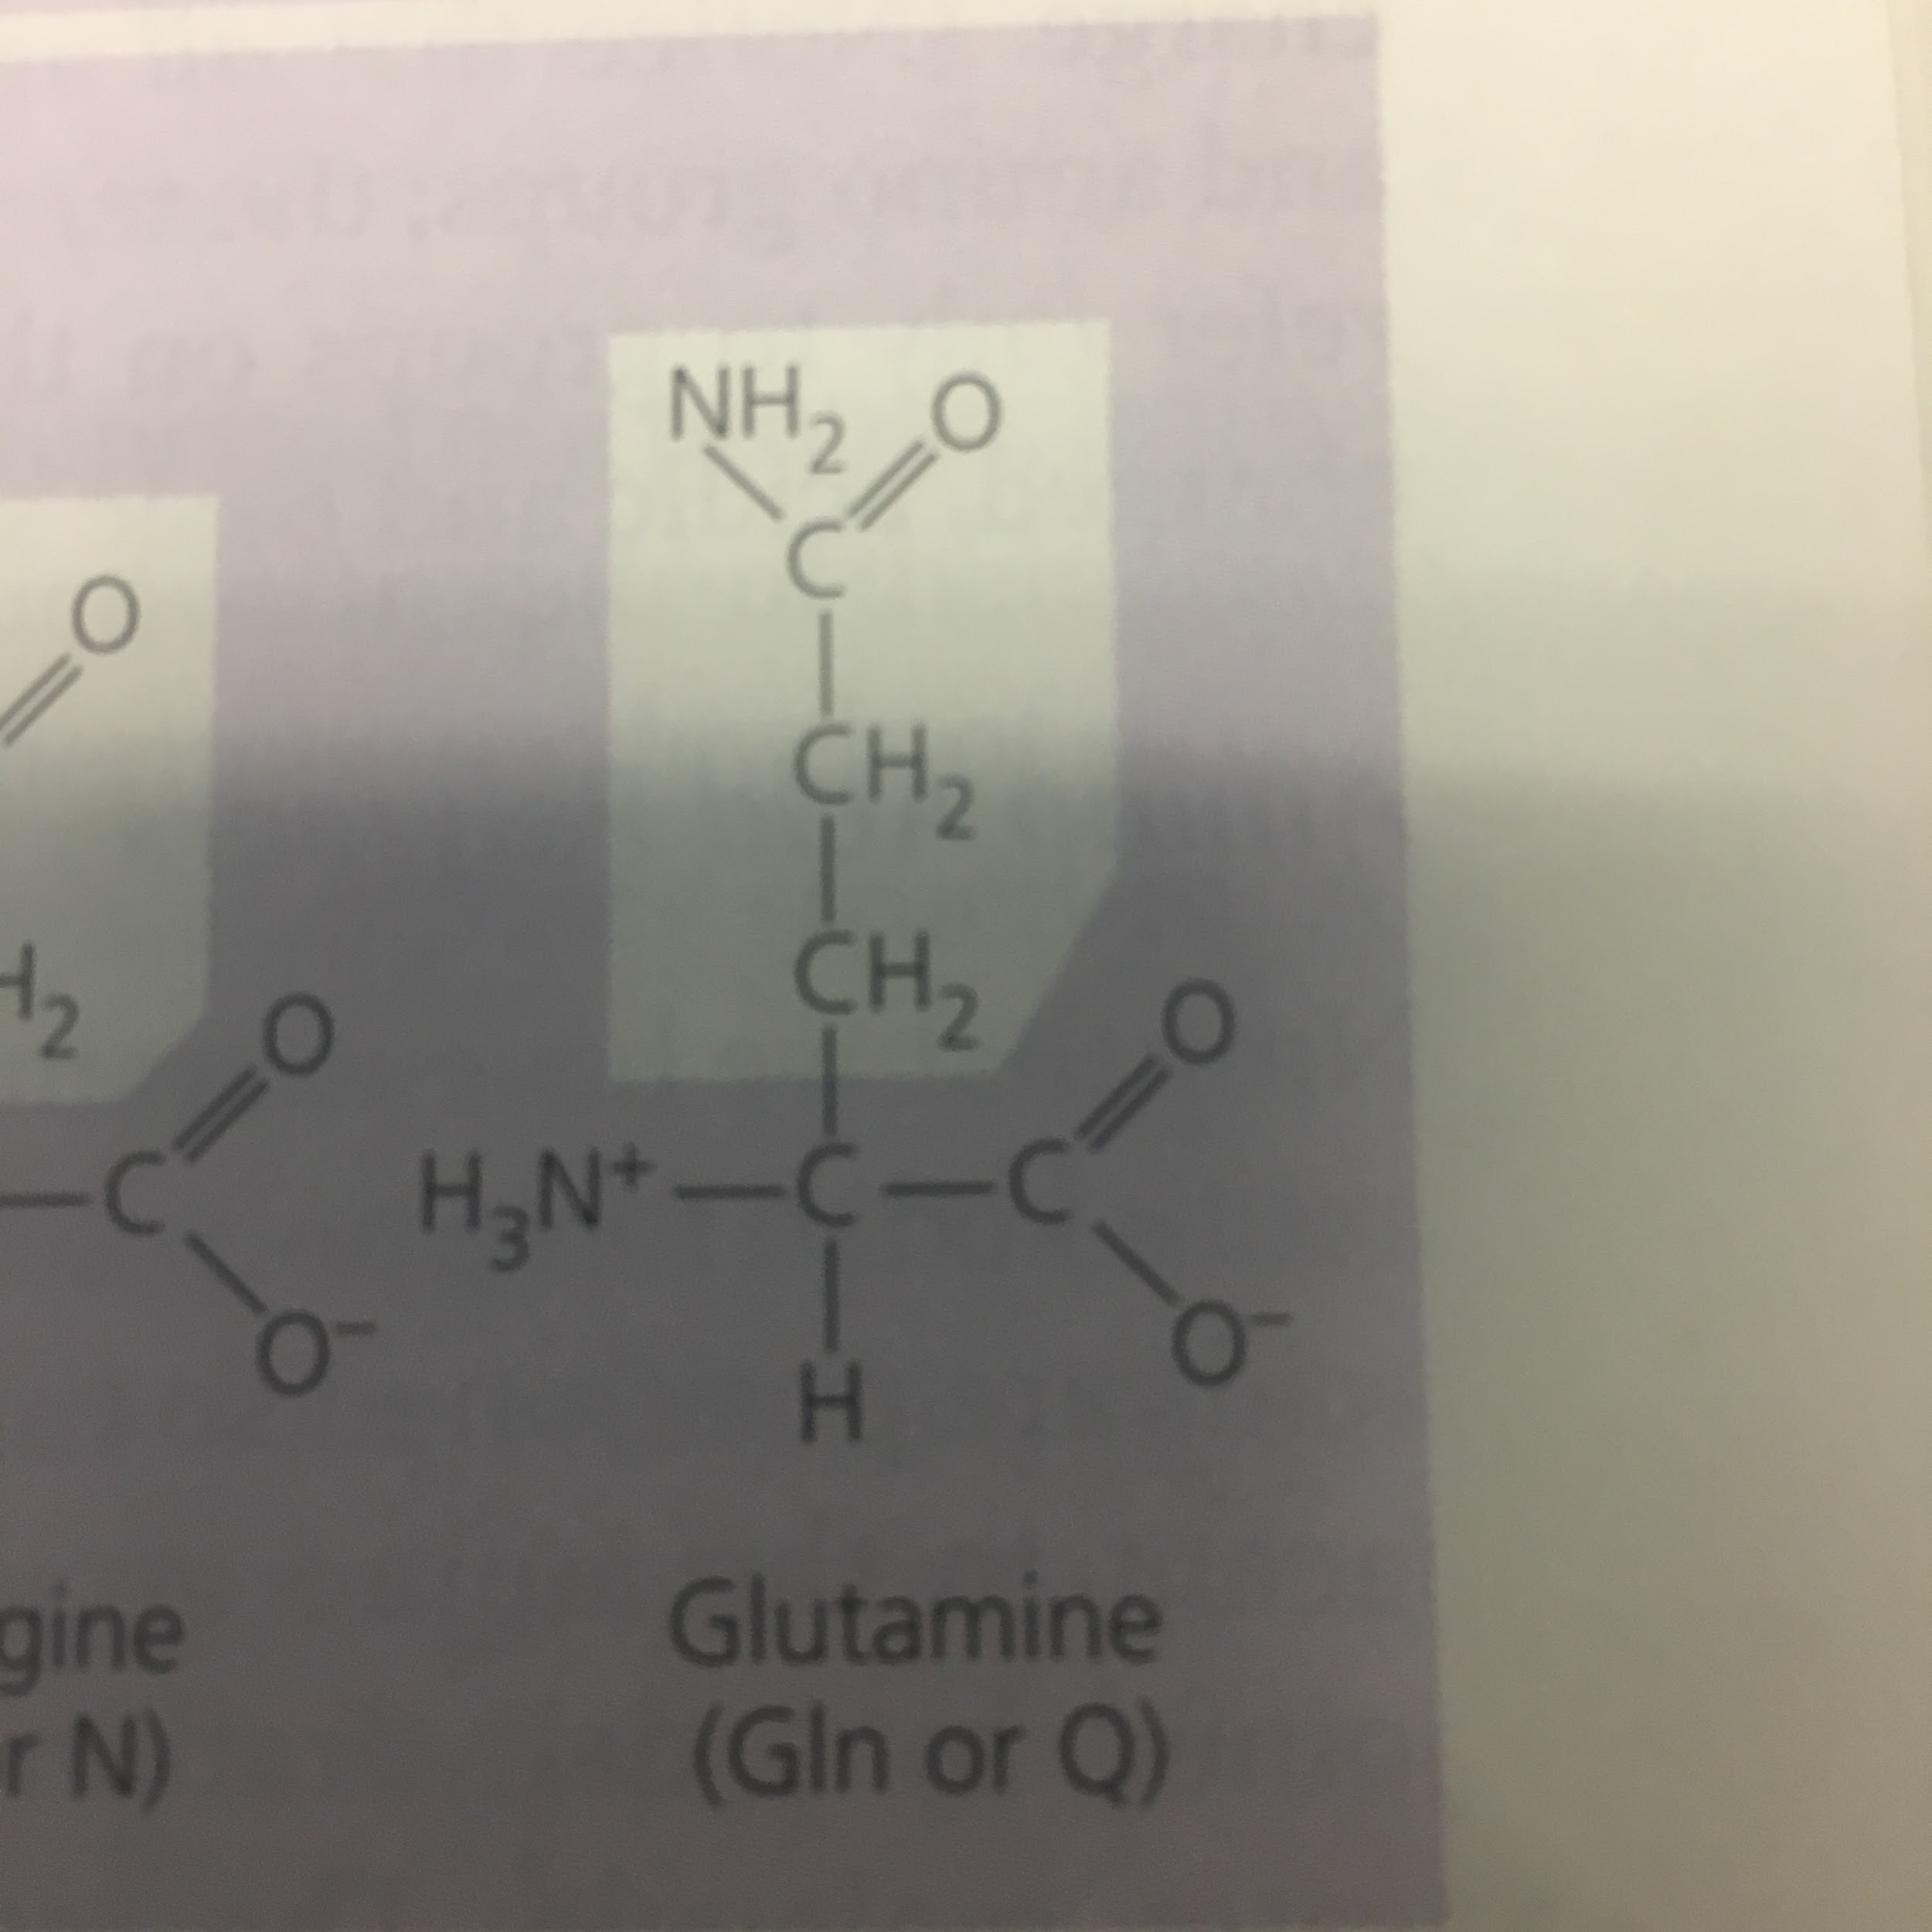 NH2 O
C
O
CH2
H2
CH2
O
O
C
H3N+ — C — C
O−
O−
H
gine
Glutamine
r N)
(Gln or Q)